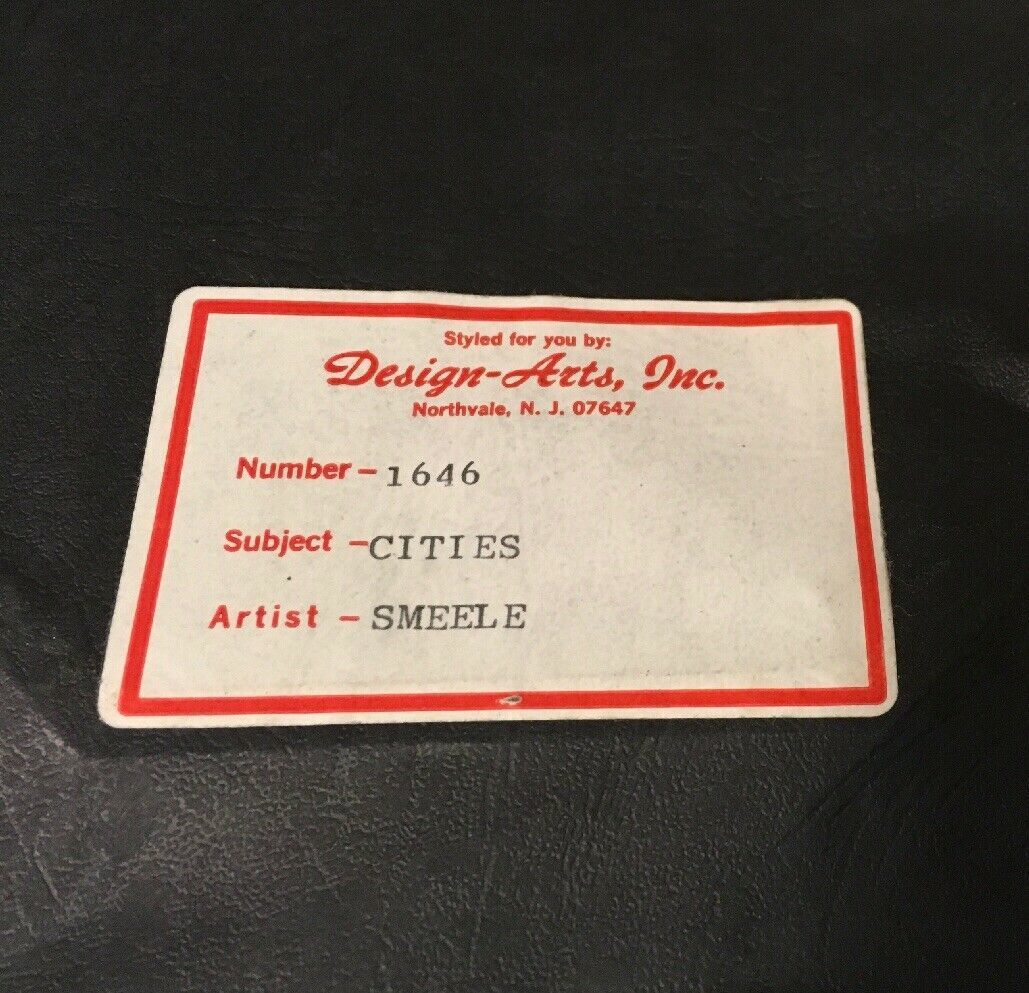 Styled for you by:
Design-Arts, Inc.
Northvale, N. J. 07647
Number - 1646
Subject - CITIES
Artist - SMEELE